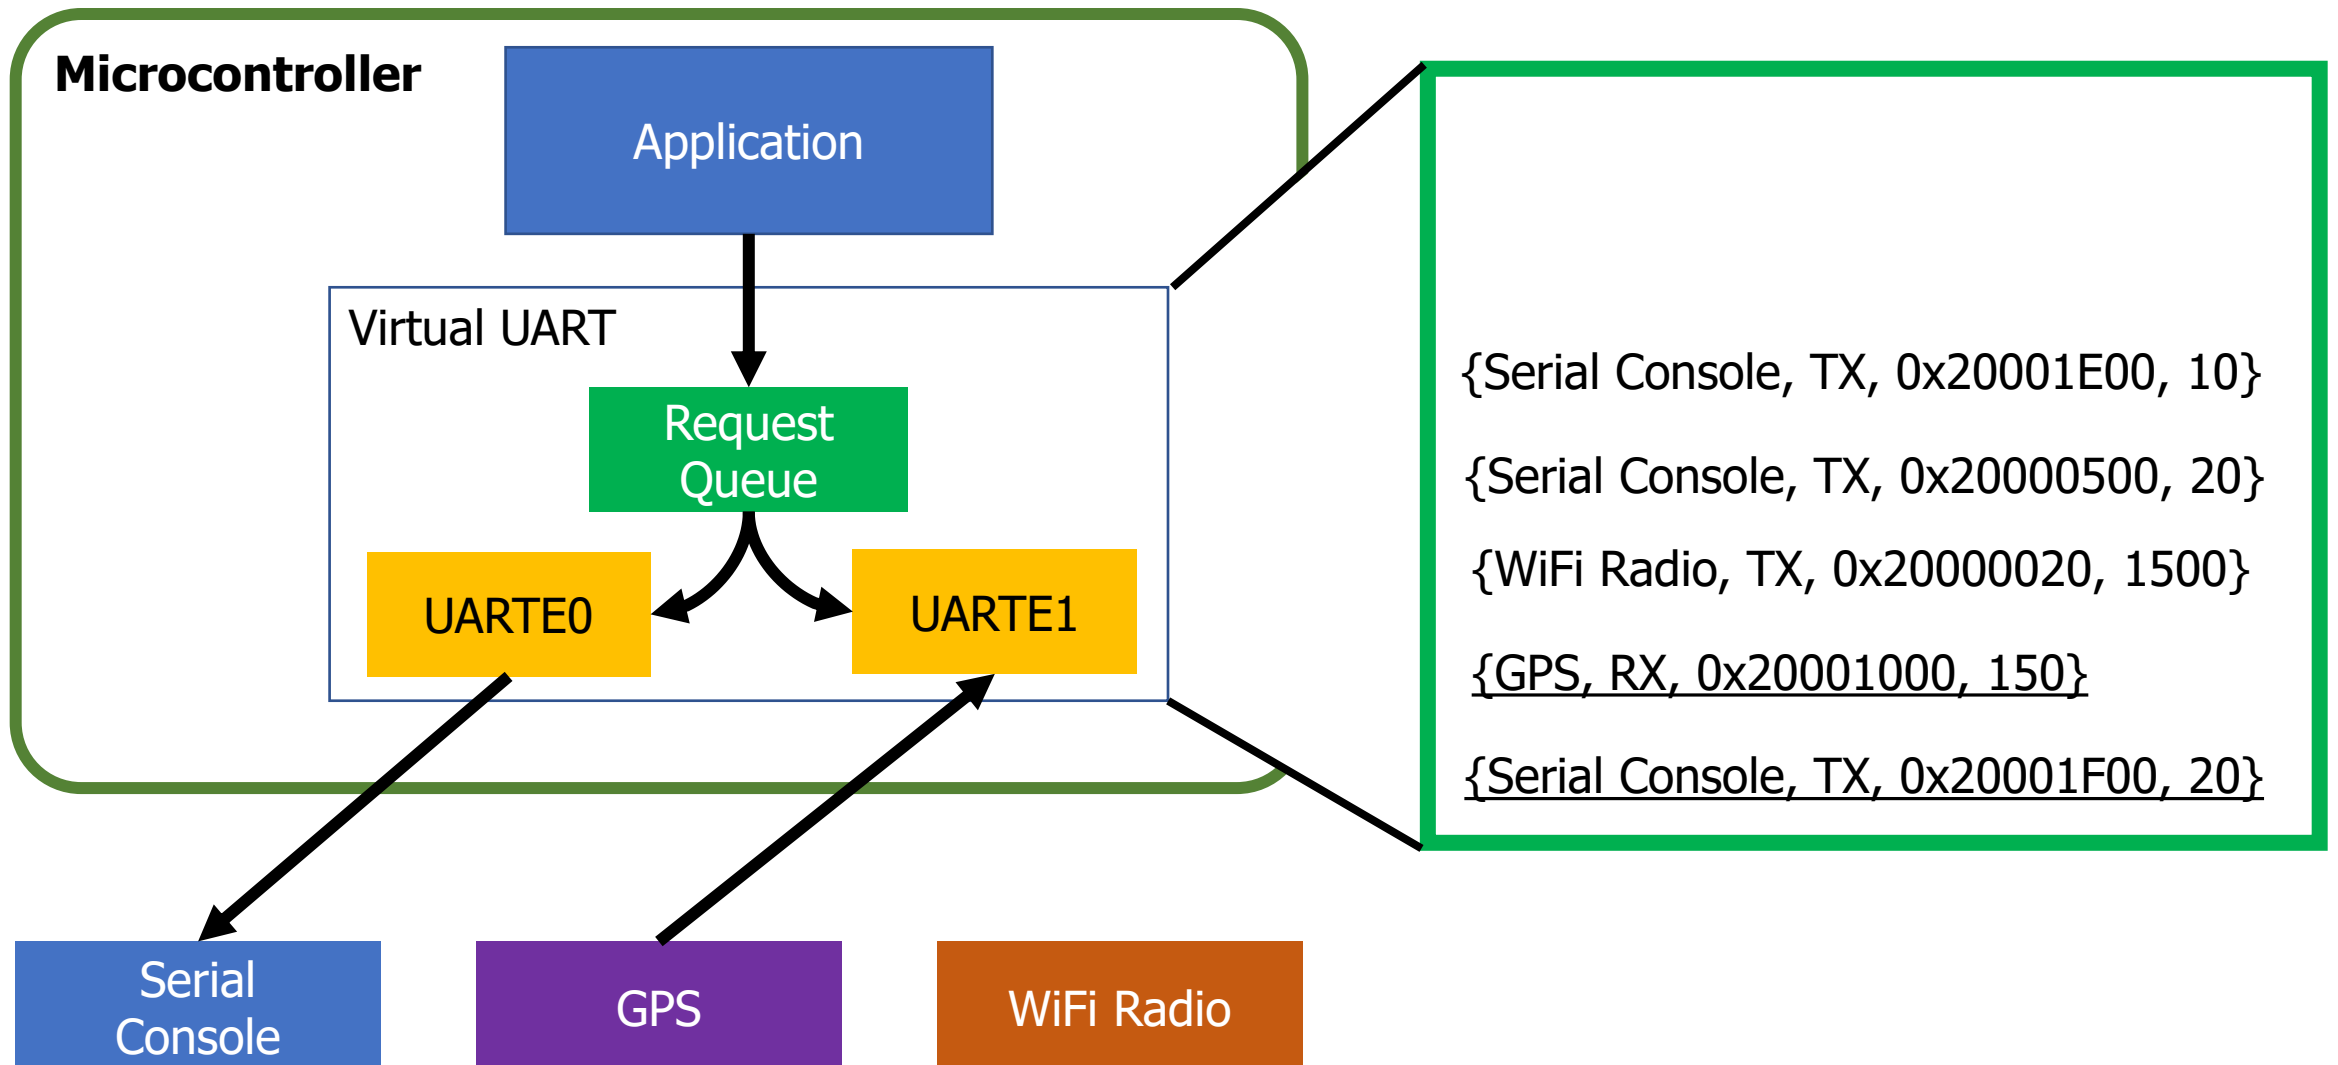 Microcontroller
Application
Virtual UART
Request
Queue
UARTE0
UARTE1
Serial
Console
GPS
WiFi Radio
{Serial Console, TX, 0x20001E00, 10}
{Serial Console, TX, 0x20000500, 20}
{WiFi Radio, TX, 0x20000020, 1500}
{GPS, RX, 0x20001000, 150}
{Serial Console, TX, 0x20001F00, 20}